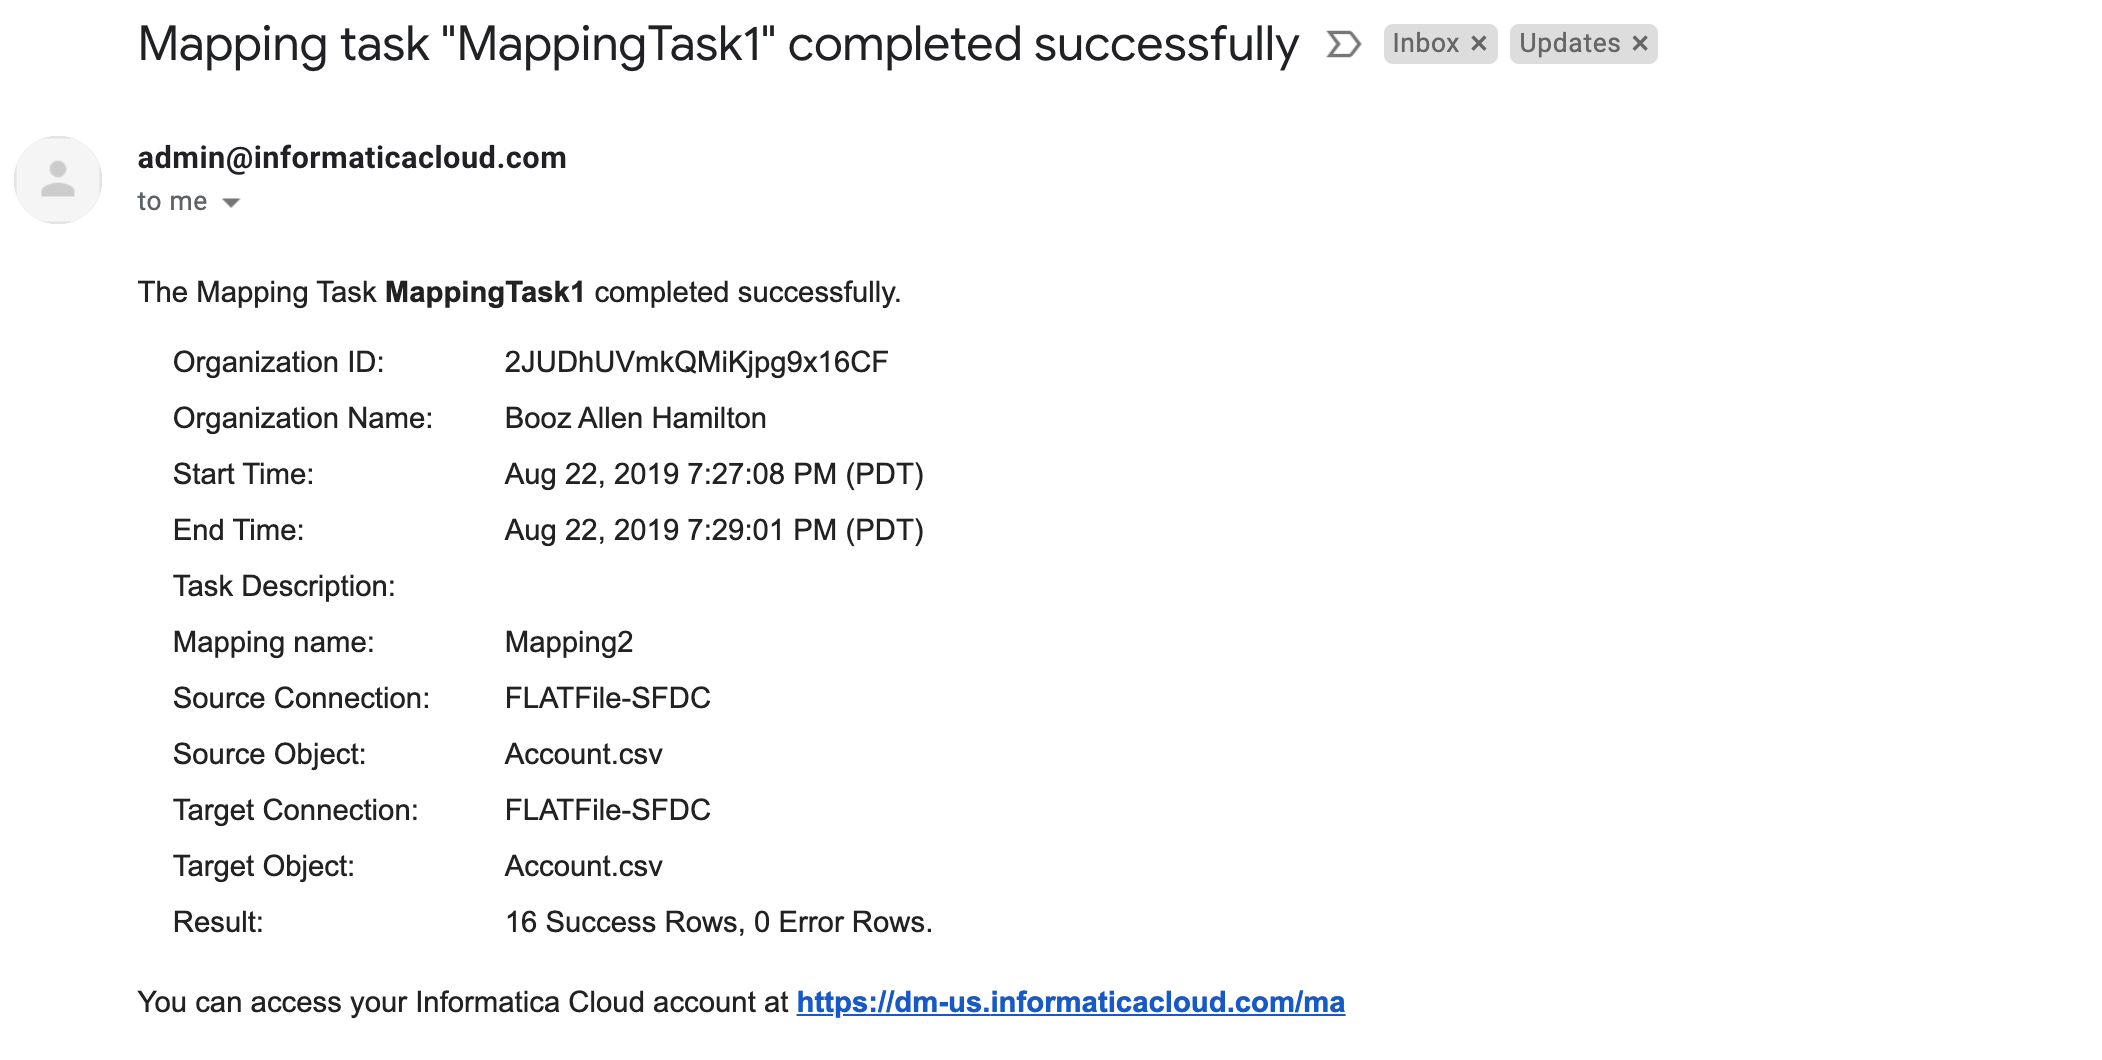 Mapping task "MappingTask1" completed successfully Inbox × Updates ×
admin@informaticacloud.com
to me
The Mapping Task MappingTask1 completed successfully.
Organization ID: 2JUDhUVmkQMiKjpg9x16CF
Organization Name: Booz Allen Hamilton
Start Time: Aug 22, 2019 7:27:08 PM (PDT)
End Time: Aug 22, 2019 7:29:01 PM (PDT)
Task Description:
Mapping name: Mapping2
Source Connection: FLATFile-SFDC
Source Object: Account.csv
Target Connection: FLATFile-SFDC
Target Object: Account.csv
Result: 16 Success Rows, 0 Error Rows.
You can access your Informatica Cloud account at https://dm-us.informaticacloud.com/ma